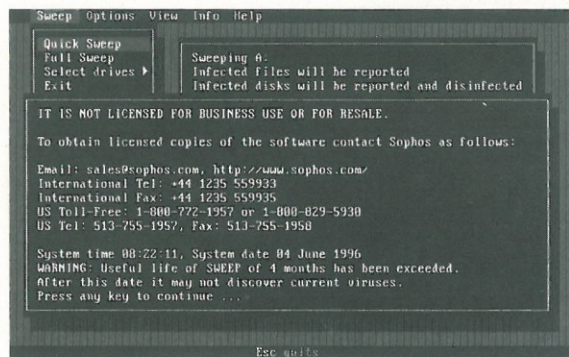 Sweep Options View Info Help
Quick Sweep
Full Sweep
Select drives
Exit
Sweeping A:
Infected files will be reported
Infected disks will be reported and disinfected
IT IS NOT LICENSED FOR BUSINESS USE OR FOR RESALE.
To obtain licensed copies of the software contact Sophos as follows:
Email: sales@sophos.com, http://www.sophos.com/
International Tel: +44 1235 559933
International Fax: +44 1235 559935
US Toll-Free: 1-800-772-1957 or 1-800-829-5930
US Tel: 513-755-1957, Fax: 513-755-1958
System time 08:22:11, System date 04 June 1996
WARNING: Useful life of SWEEP of 4 months has been exceeded.
After this date it may not discover current viruses.
Press any key to continue ...
Esc quits